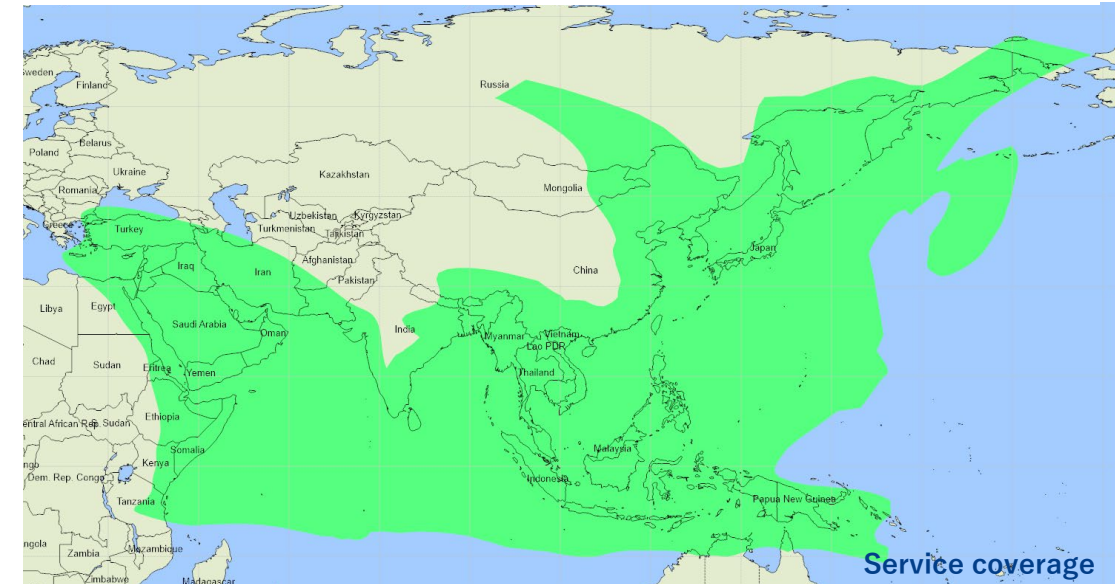 Sweden
Finland
Russia
Belarus
Poland
Ukraine
Kazakhstan
Mongolia
Romania
Uzbekistan
Kyrgyzstan
Greece
Turkey
Turkmenistan
Tajikistan
Japan
Afghanistan
Iraq
Iran
China
Pakistan
Libya
Egypt
Saudi Arabia
Oman
India
Myanmar
Vietnam
Lao PDR
Chad
Sudan
Eritrea
Yemen
Thailand
Ethiopia
Central African Rep.
S. Sudan
Somalia
Malaysia
Kenya
Dem. Rep. Congo
Indonesia
Tanzania
Papua New Guinea
ngola
Zambia
Mozambique
Zimbabwe
Madagascar
Service coverage